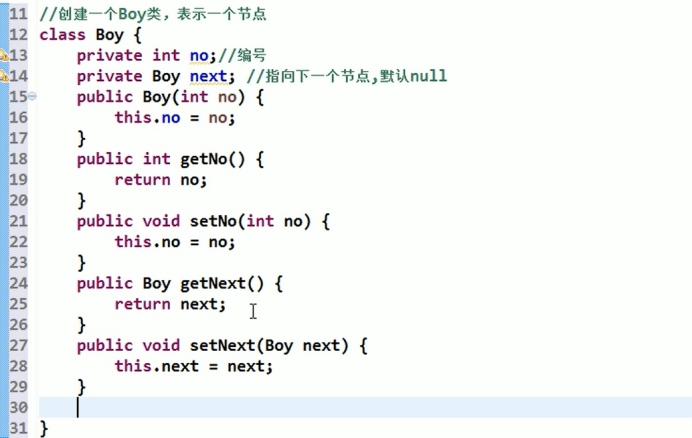 11 //创建一个Boy类，表示一个节点
12 class Boy {
13     private int no;//编号
14     private Boy next; //指向下一个节点,默认null
15     public Boy(int no) {
16         this.no = no;
17     }
18     public int getNo() {
19         return no;
20     }
21     public void setNo(int no) {
22         this.no = no;
23     }
24     public Boy getNext() {
25         return next;
26     }
27     public void setNext(Boy next) {
28         this.next = next;
29     }
30
31 }